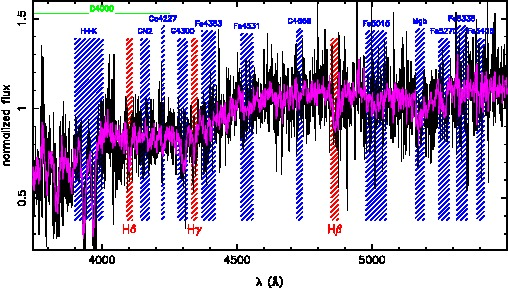 D4000
H+K
CN2
Ca4227
G4300
Fe4383
Fe4531
C4668
Fe5015
Mgb
Fe5270
Fe5335
Fe5406
normalized flux
1.5
1
0.5
Hδ
Hγ
Hβ
4000
4500
5000
λ (Å)